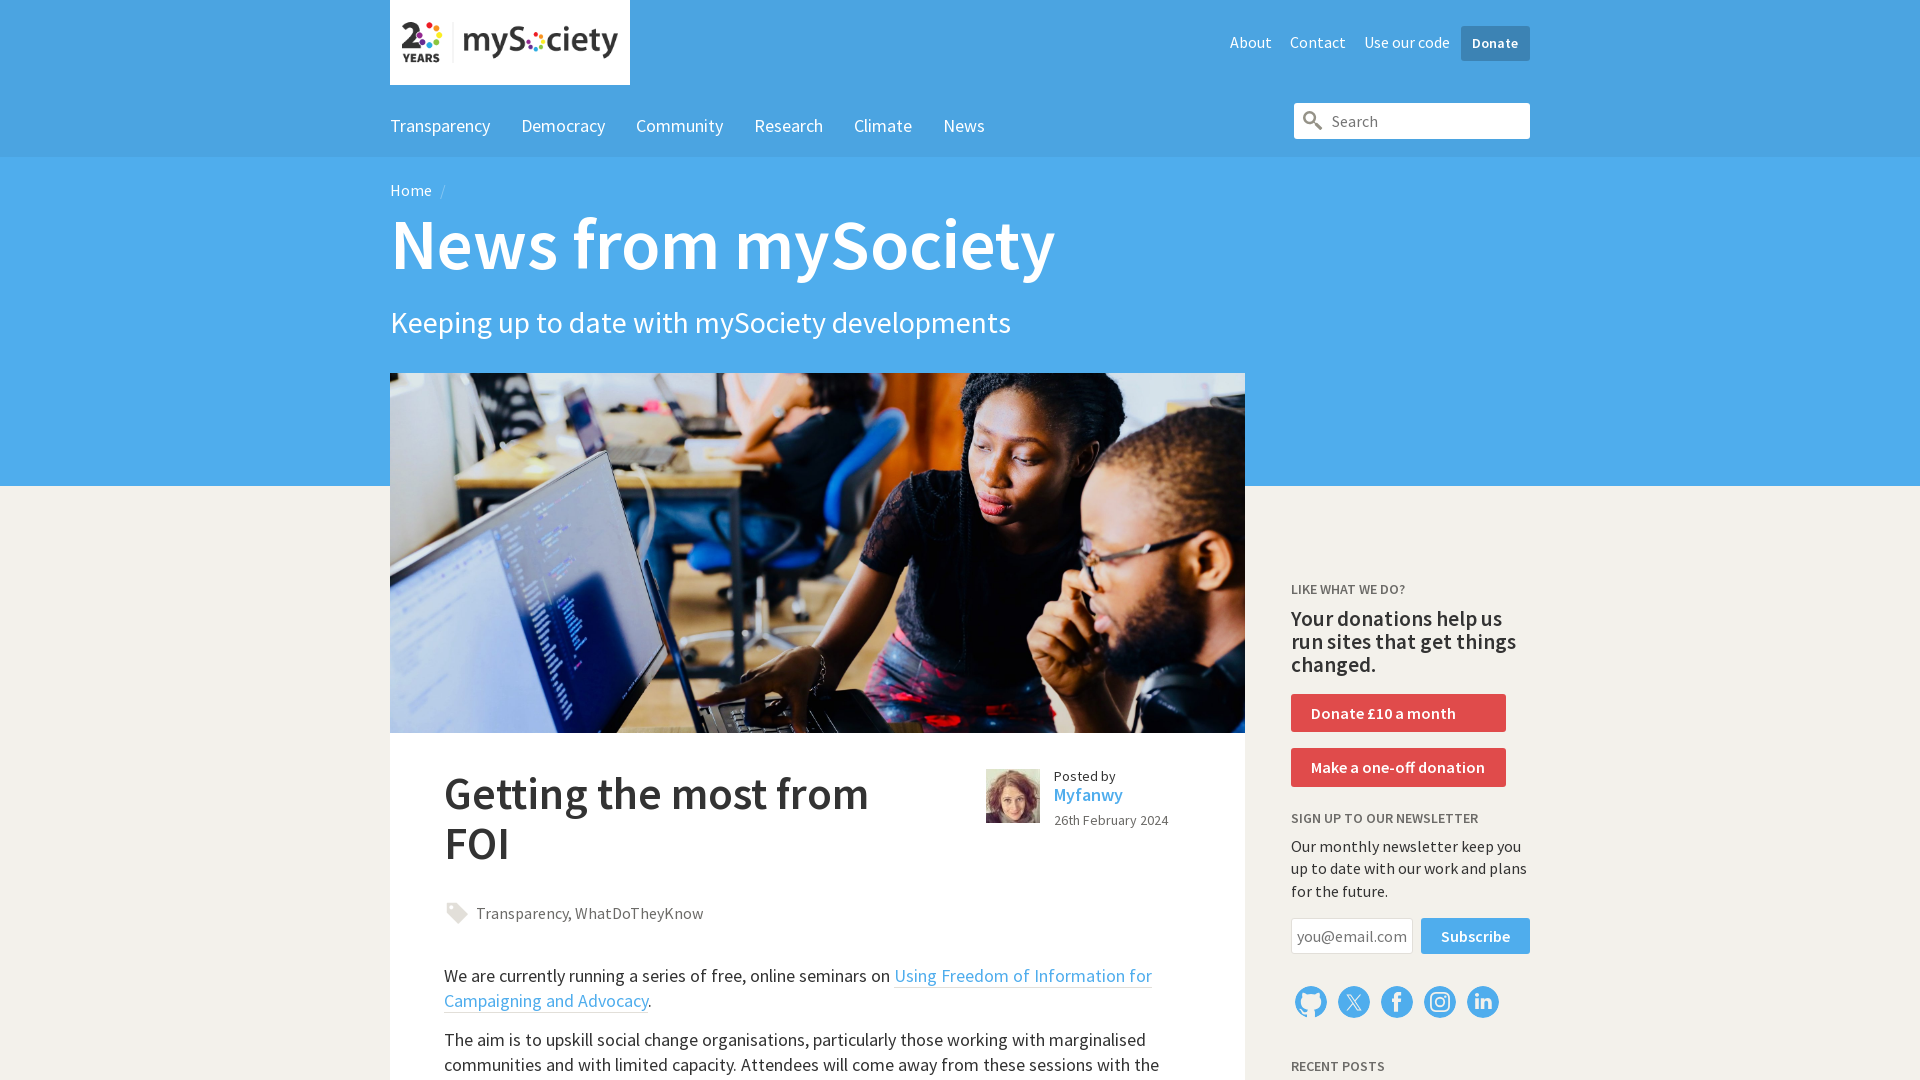 20 YEARS
mySociety
About
Contact
Use our code
Donate
Transparency
Democracy
Community
Research
Climate
News
Search
Home /
News from mySociety
Keeping up to date with mySociety developments
Getting the most from
FOI
Posted by
Myfanwy
26th February 2024
Transparency, WhatDoTheyKnow
We are currently running a series of free, online seminars on Using Freedom of Information for
Campaigning and Advocacy.
The aim is to upskill social change organisations, particularly those working with marginalised
communities and with limited capacity. Attendees will come away from these sessions with the
LIKE WHAT WE DO?
Your donations help us
run sites that get things
changed.
Donate £10 a month
Make a one-off donation
SIGN UP TO OUR NEWSLETTER
Our monthly newsletter keep you
up to date with our work and plans
for the future.
you@email.com
Subscribe
RECENT POSTS